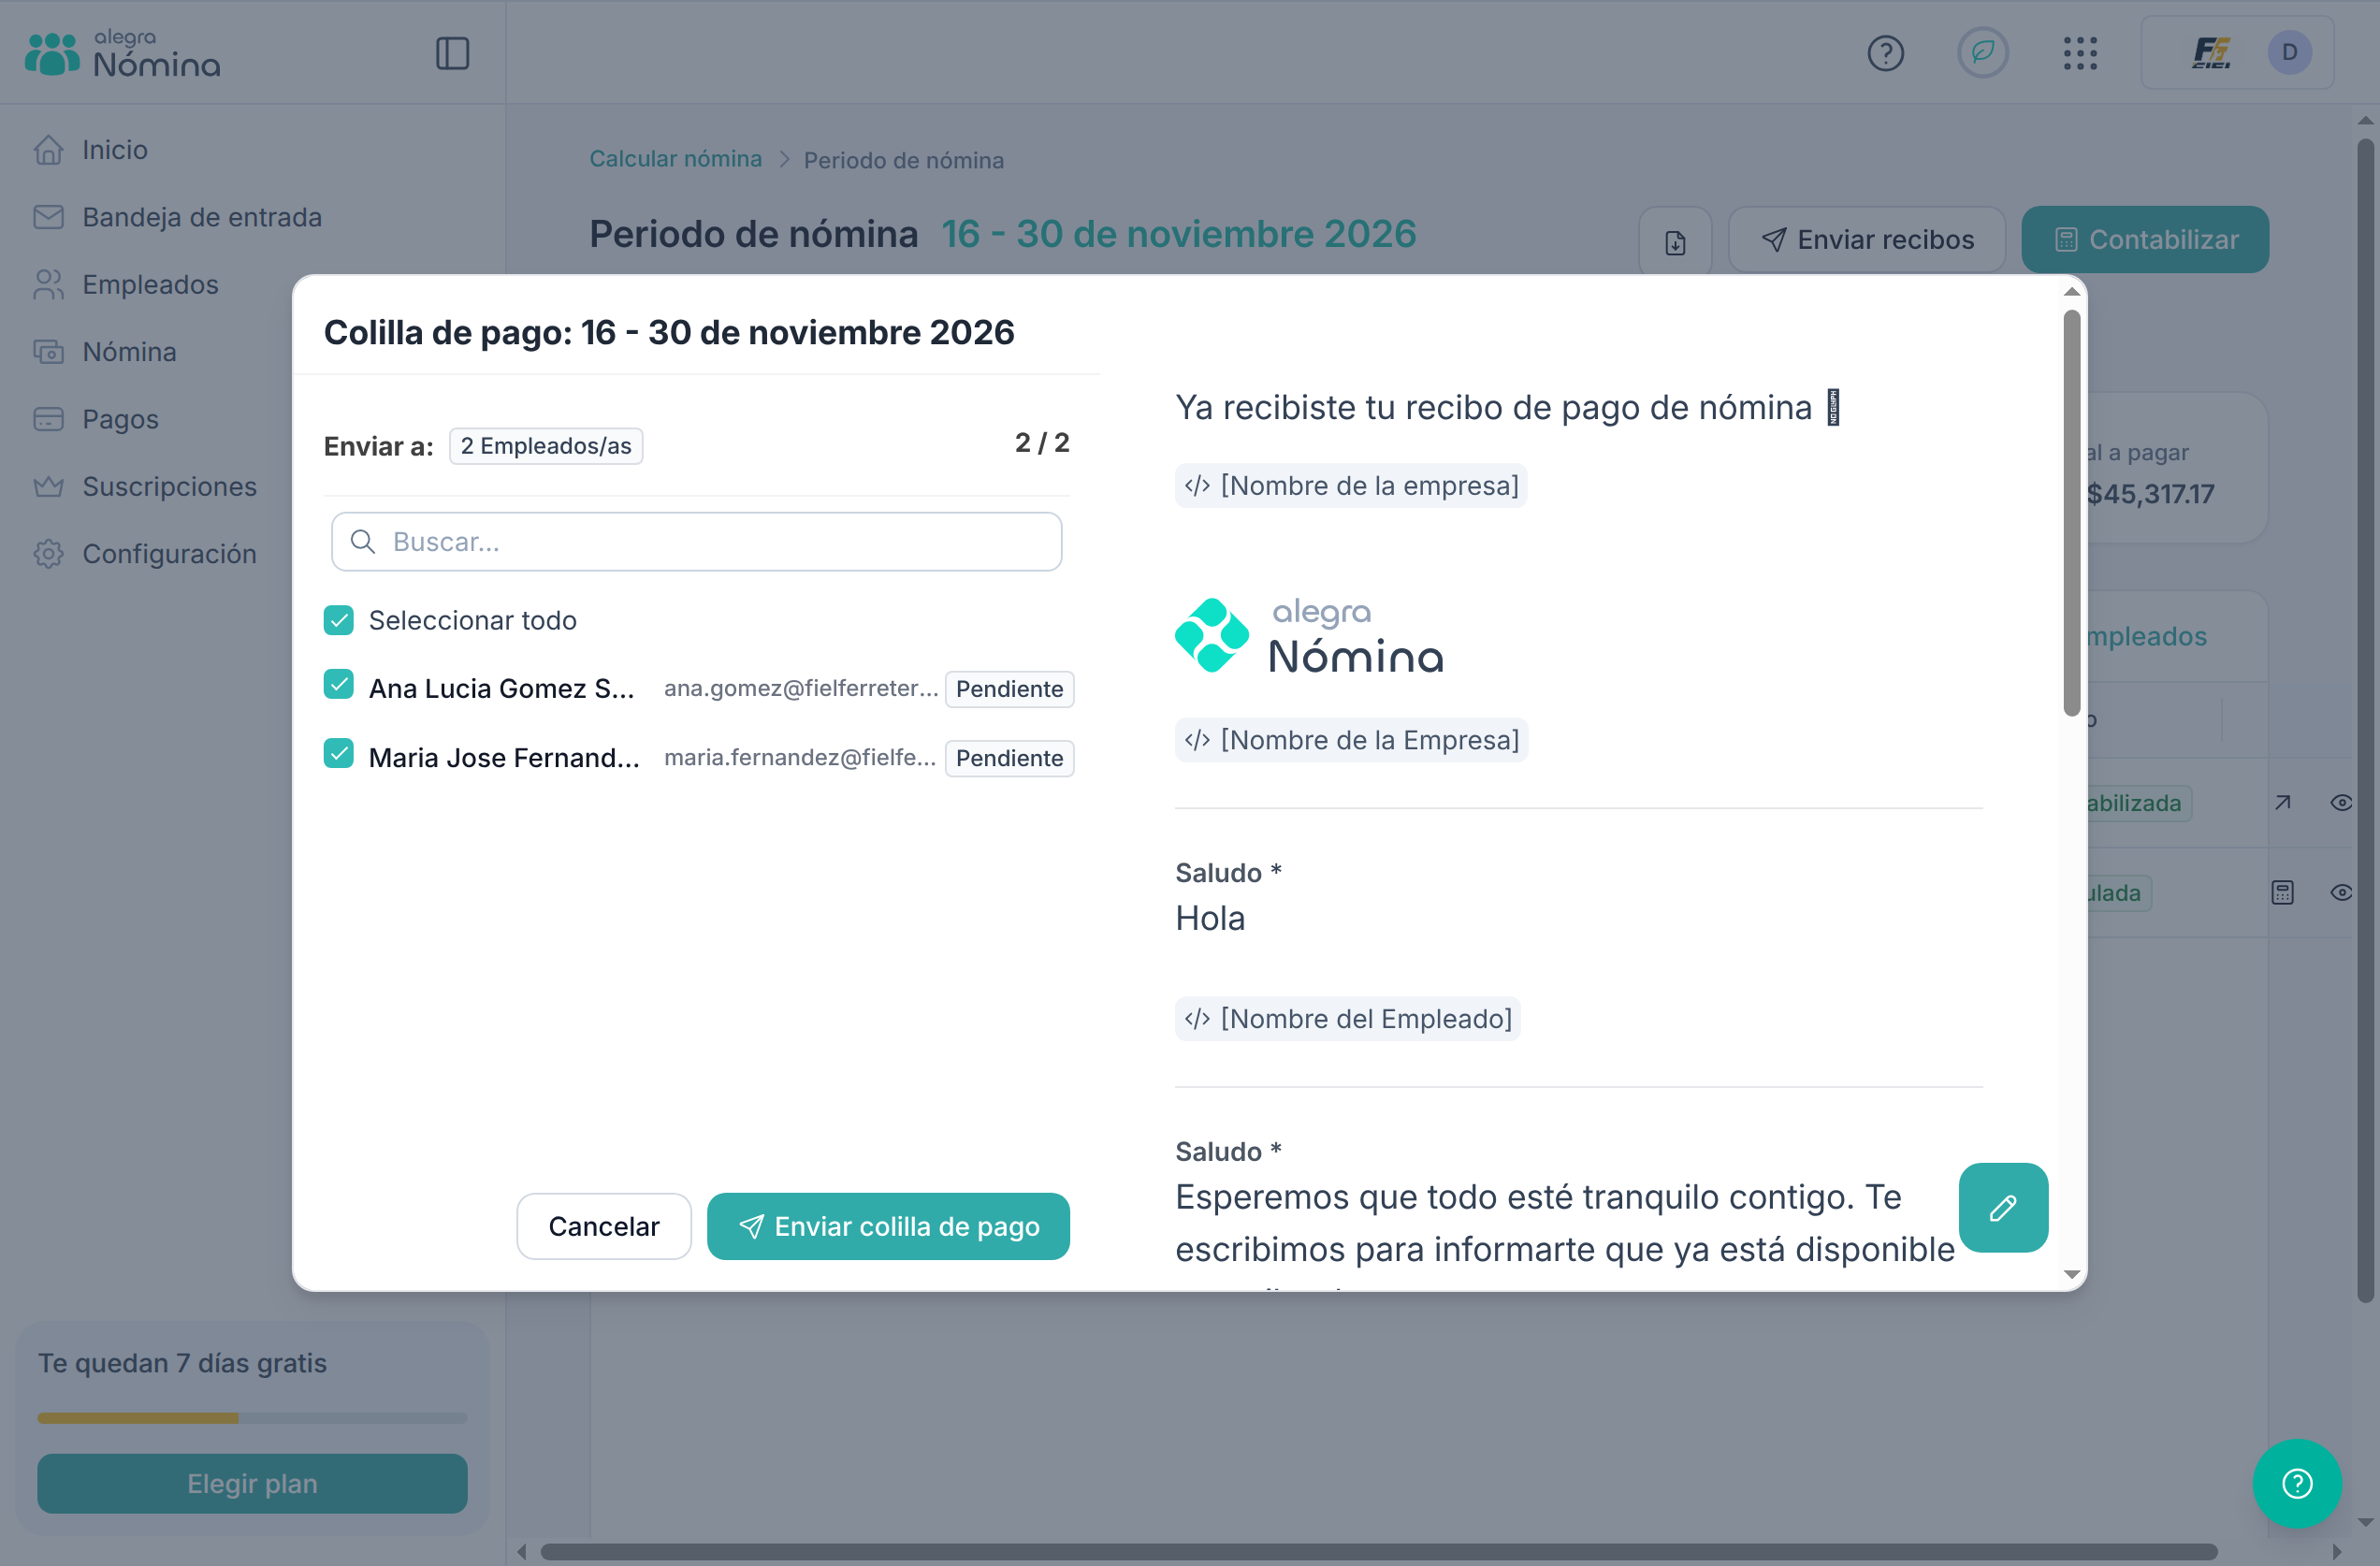 alegra
Nómina
D
Inicio
Bandeja de entrada
Empleados
Nómina
Pagos
Suscripciones
Configuración
Te quedan 7 días gratis
Elegir plan
Calcular nómina > Periodo de nómina
Periodo de nómina 16 - 30 de noviembre 2026
Enviar recibos
Contabilizar
al a pagar
$45,317.17
mpleados
o
abilizada
ulada
Colilla de pago: 16 - 30 de noviembre 2026
Enviar a: 2 Empleados/as 2 / 2
Buscar...
Seleccionar todo
Ana Lucia Gomez S... ana.gomez@fielferreter... Pendiente
Maria Jose Fernand... maria.fernandez@fielfe... Pendiente
Cancelar
Enviar colilla de pago
Ya recibiste tu recibo de pago de nómina
</> [Nombre de la empresa]
alegra
Nómina
</> [Nombre de la Empresa]
Saludo *
Hola
</> [Nombre del Empleado]
Saludo *
Esperemos que todo esté tranquilo contigo. Te
escribimos para informarte que ya está disponible